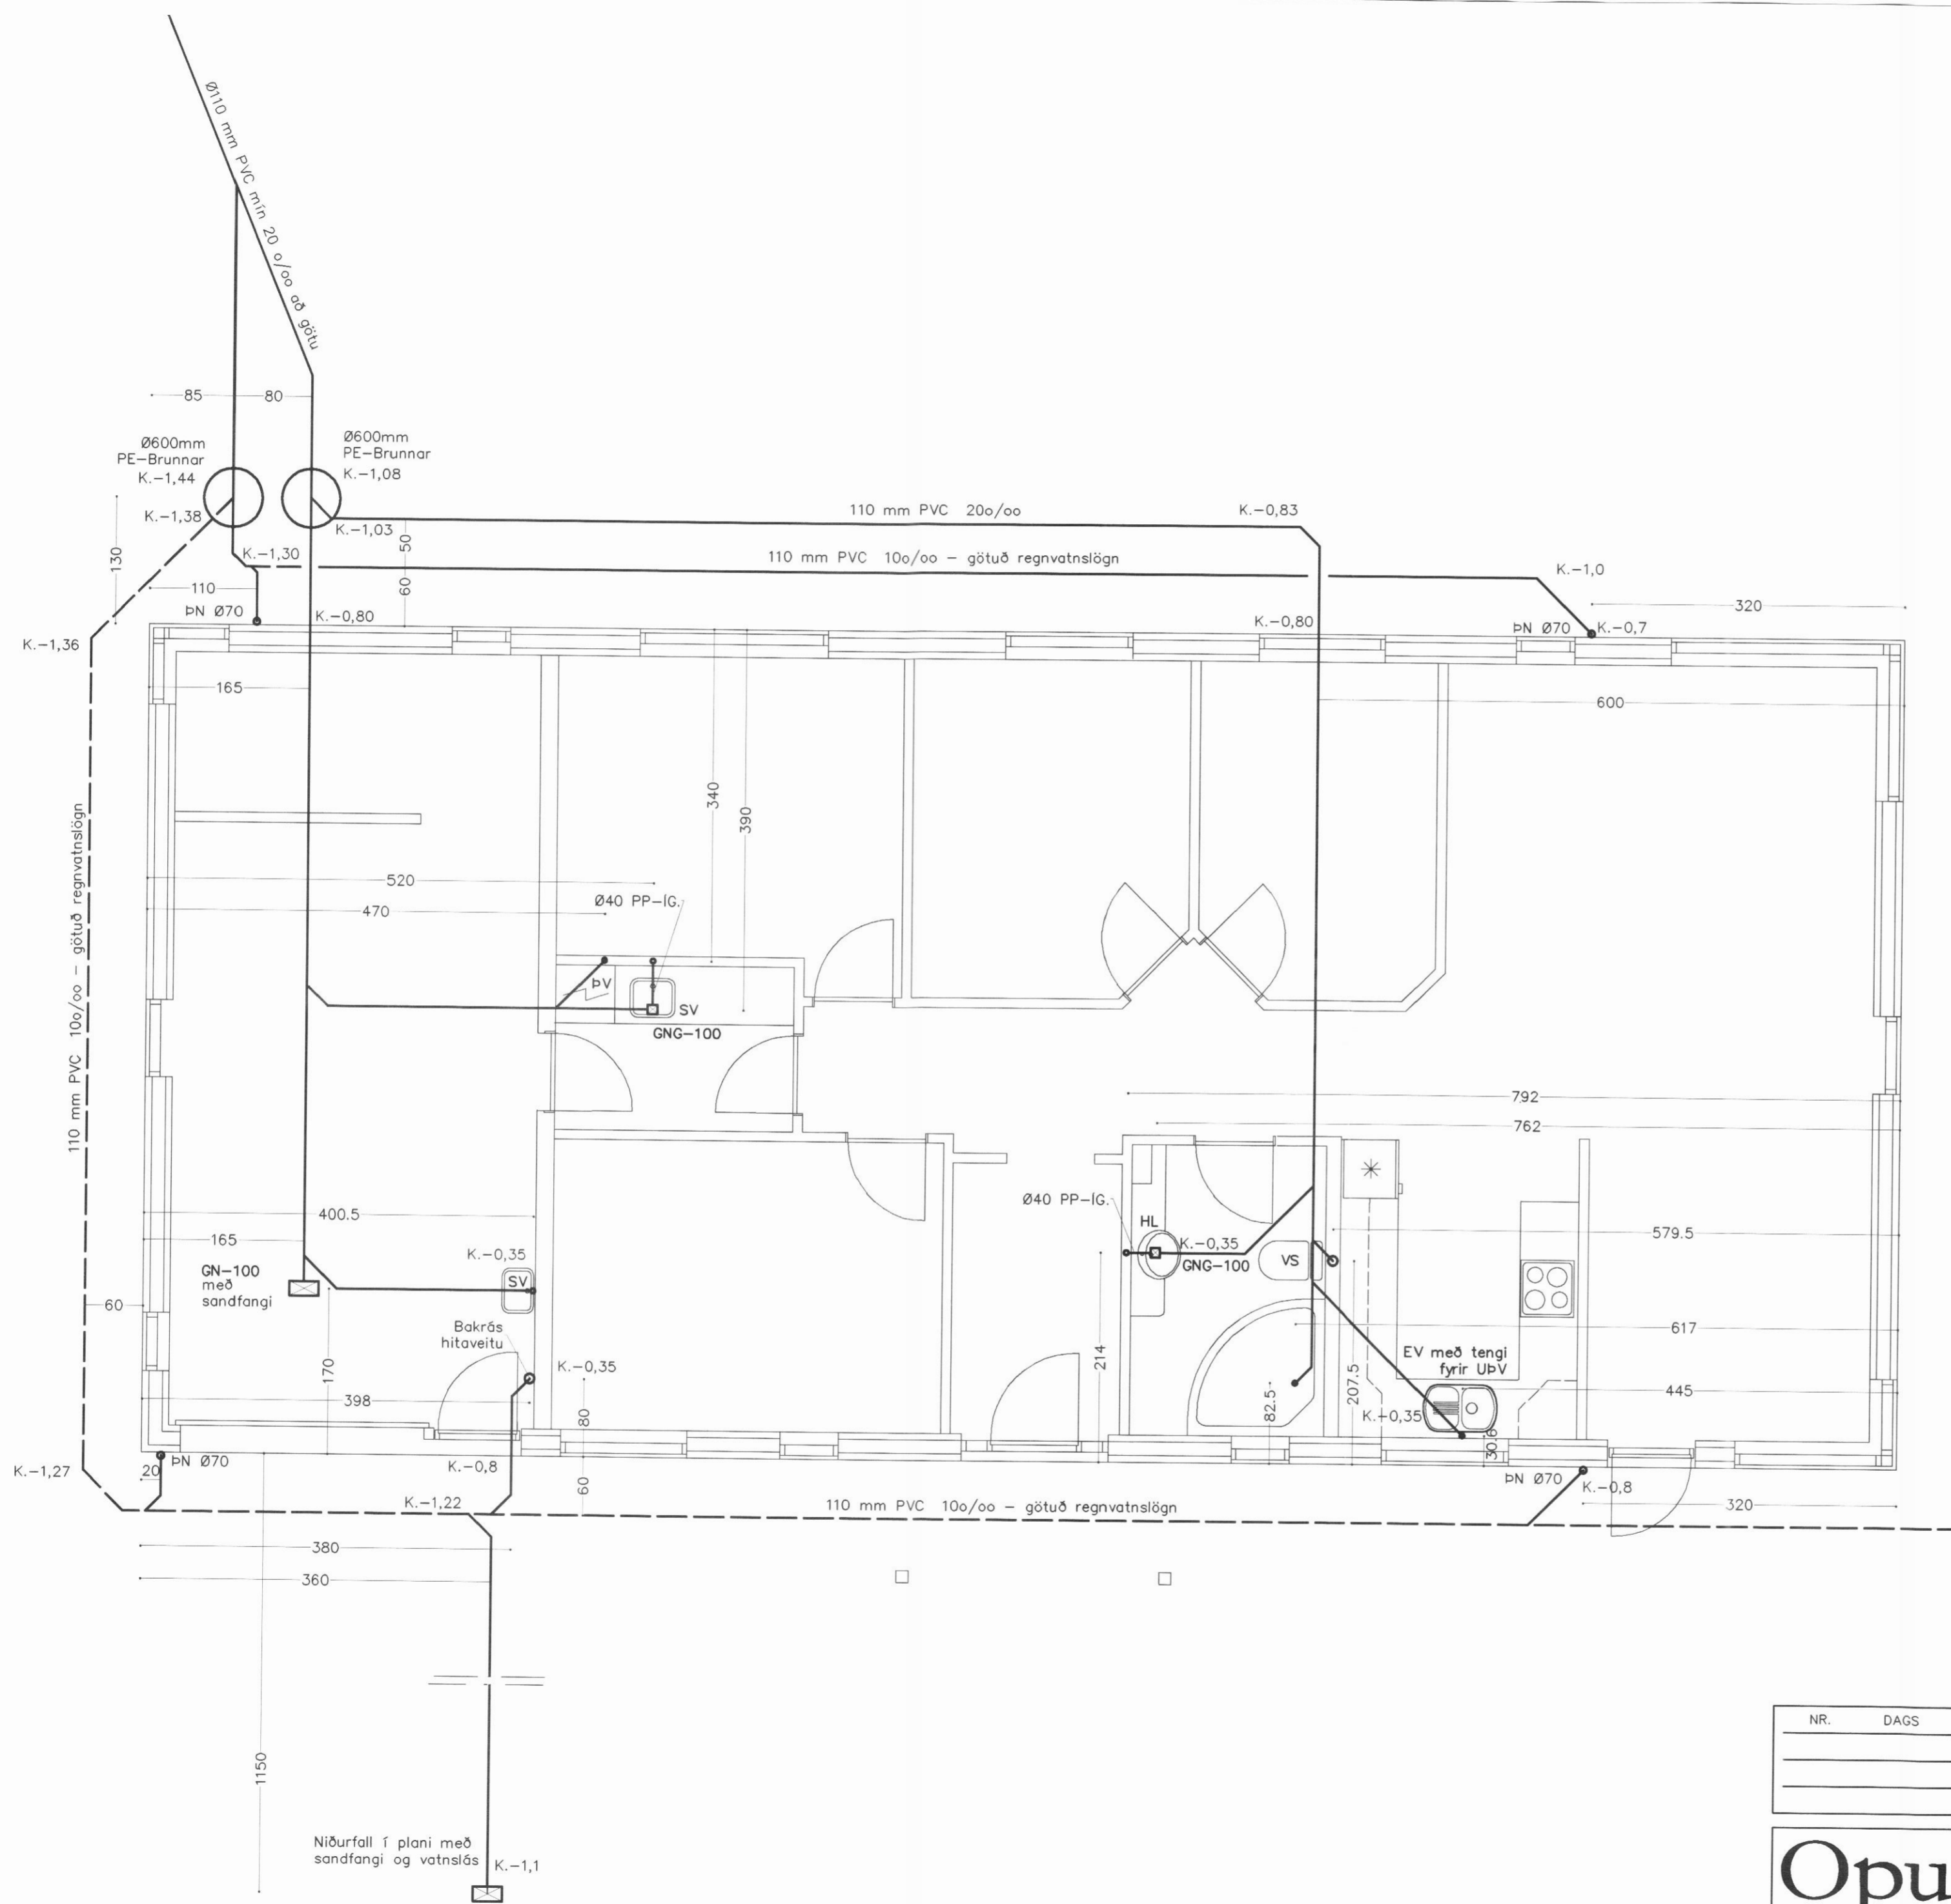 Ø110 mm PVC mín 20 o/oo að götu
85
80
Ø600mm
PE-Brunnar
K.-1,44
Ø600mm
PE-Brunnar
K.-1,08
K.-1,38
K.-1,03
110 mm PVC 20o/oo
K.-0,83
130
K.-1,30
50
110 mm PVC 10o/oo - götuð regnvatnslögn
K.-1,0
110
60
320
ÞN Ø70
K.-0,80
K.-0,80
ÞN Ø70
K.-0,7
K.-1,36
165
600
340
390
110 mm PVC 10o/oo - götuð regnvatnslögn
520
470
Ø40 PP-ÍG.
ÞV
SV
GNG-100
792
762
Ø40 PP-ÍG.
HL
400.5
165
K.-0,35
K.-0,35
GNG-100
VS
579.5
GN-100
með
sandfangi
SV
60
Bakrás
hitaveitu
617
170
K.-0,35
214
207.5
EV með tengi
fyrir UÞV
398
80
82.5
K.-0,35
445
30.6
K.-1,27
20
ÞN Ø70
K.-0,8
ÞN Ø70
K.-0,8
K.-1,22
60
110 mm PVC 10o/oo - götuð regnvatnslögn
320
380
360
1150
NR. DAGS
Niðurfall í plani með
sandfangi og vatnslás
K.-1,1
Opu